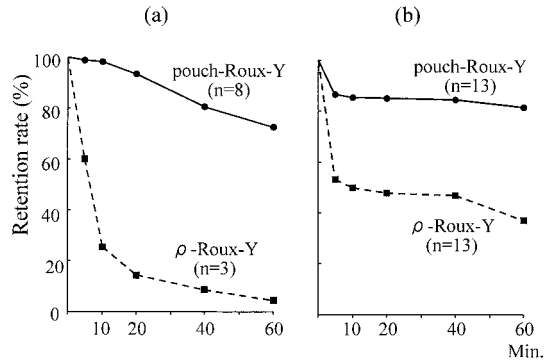 (a)
(b)
Retention rate (%)
100
80
60
40
20
0
pouch-Roux-Y
(n=8)
ρ-Roux-Y
(n=3)
10 20 40 60
pouch-Roux-Y
(n=13)
ρ-Roux-Y
(n=13)
10 20 40 60
Min.